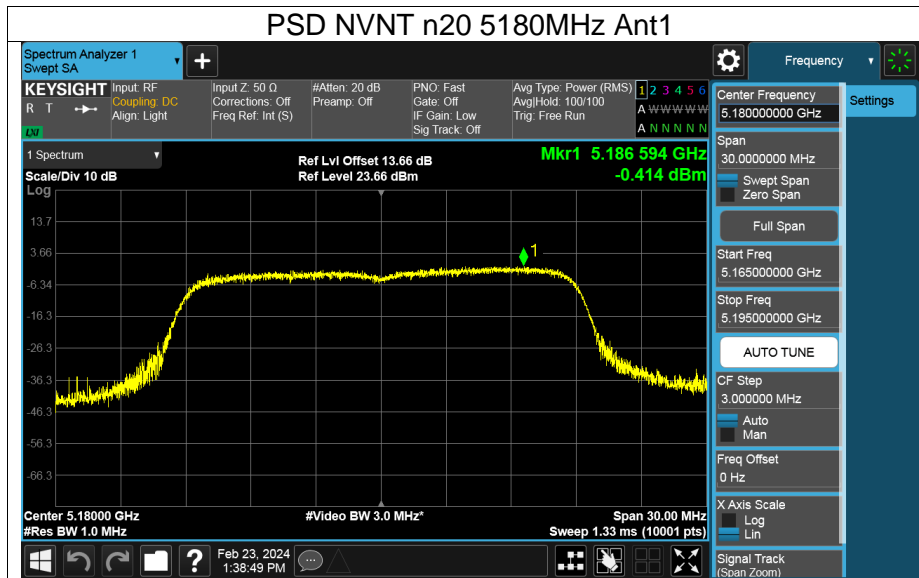 PSD NVNT n20 5180MHz Ant1
Spectrum Analyzer 1
Swept SA
+
Frequency
KEYSIGHT
R T
LXI
Input: RF
Coupling: DC
Align: Light
Input Z: 50 Ω
Corrections: Off
Freq Ref: Int (S)
#Atten: 20 dB
Preamp: Off
PNO: Fast
Gate: Off
IF Gain: Low
Sig Track: Off
Avg Type: Power (RMS)
Avg|Hold: 100/100
Trig: Free Run
1 2 3 4 5 6
A W W W W W
A N N N N N
1 Spectrum
Scale/Div 10 dB
Log
Ref Lvl Offset 13.66 dB
Ref Level 23.66 dBm
Mkr1 5.186 594 GHz
-0.414 dBm
1
13.7
3.66
-6.34
-16.3
-26.3
-36.3
-46.3
-56.3
-66.3
Center 5.18000 GHz
#Res BW 1.0 MHz
#Video BW 3.0 MHz*
Span 30.00 MHz
Sweep 1.33 ms (10001 pts)
Center Frequency
5.180000000 GHz
Settings
Span
30.0000000 MHz
Swept Span
Zero Span
Full Span
Start Freq
5.165000000 GHz
Stop Freq
5.195000000 GHz
AUTO TUNE
CF Step
3.000000 MHz
Auto
Man
Freq Offset
0 Hz
X Axis Scale
Log
Lin
Signal Track
(Span Zoom)
?
Feb 23, 2024
1:38:49 PM